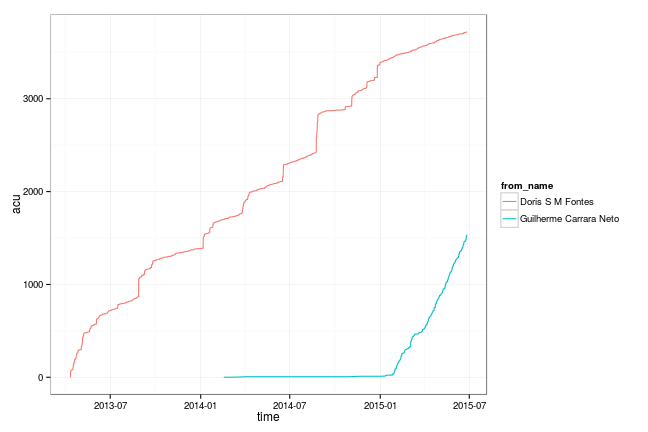 3000
2000
1000
0
acu
2013-07
2014-01
2014-07
2015-01
2015-07
time
from_name
Doris S M Fontes
Guilherme Carrara Neto